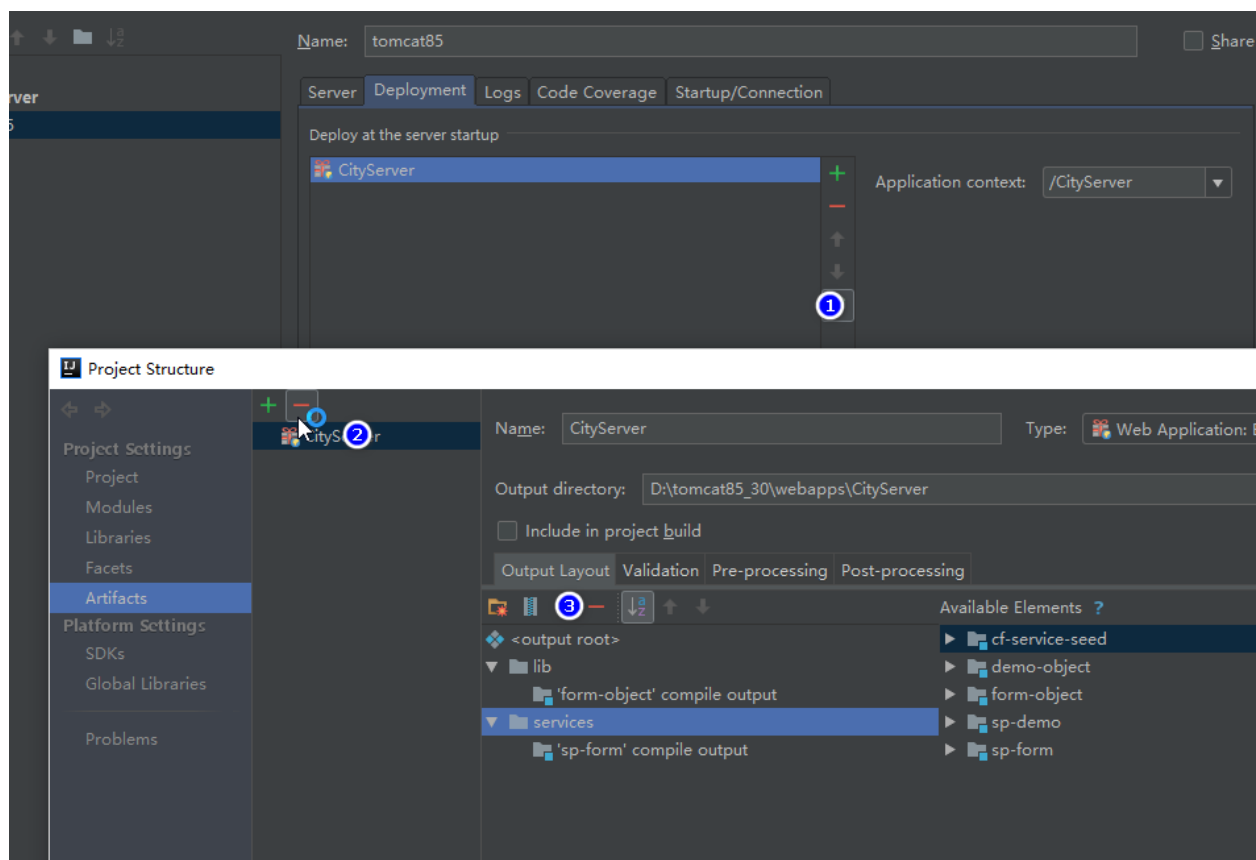 Name: tomcat85 Share
rver
5
Server Deployment Logs Code Coverage Startup/Connection
Deploy at the server startup
CityServer
Application context: /CityServer
1
Project Structure
2
CityServer
Project Settings
Project
Modules
Libraries
Facets
Artifacts
Platform Settings
SDKs
Global Libraries
Problems
Name: CityServer Type: Web Application: E
Output directory: D:\tomcat85_30\webapps\CityServer
Include in project build
Output Layout Validation Pre-processing Post-processing
3
<output root>
lib
'form-object' compile output
services
'sp-form' compile output
Available Elements ?
cf-service-seed
demo-object
form-object
sp-demo
sp-form